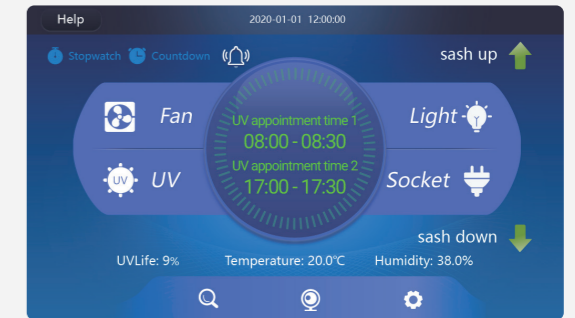 Help
2020-01-01 12:00:00
Stopwatch Countdown
sash up
Fan
Light
UV appointment time 1
08:00 - 08:30
UV appointment time 2
17:00 - 17:30
UV
UV
Socket
sash down
UVLife: 9%
Temperature: 20.0℃
Humidity: 38.0%